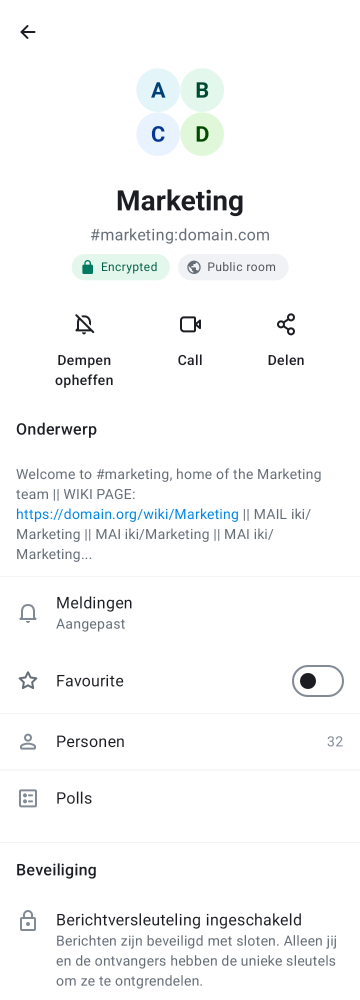 A B
C D
Marketing
#marketing:domain.com
Encrypted Public room
Dempen opheffen Call Delen
Onderwerp
Welcome to #marketing, home of the Marketing
team || WIKI PAGE:
https://domain.org/wiki/Marketing || MAIL iki/
Marketing || MAI iki/Marketing || MAI iki/
Marketing...
Meldingen
Aangepast
Favourite
Personen 32
Polls
Beveiliging
Berichtversleuteling ingeschakeld
Berichten zijn beveiligd met sloten. Alleen jij
en de ontvangers hebben de unieke sleutels
om ze te ontgrendelen.